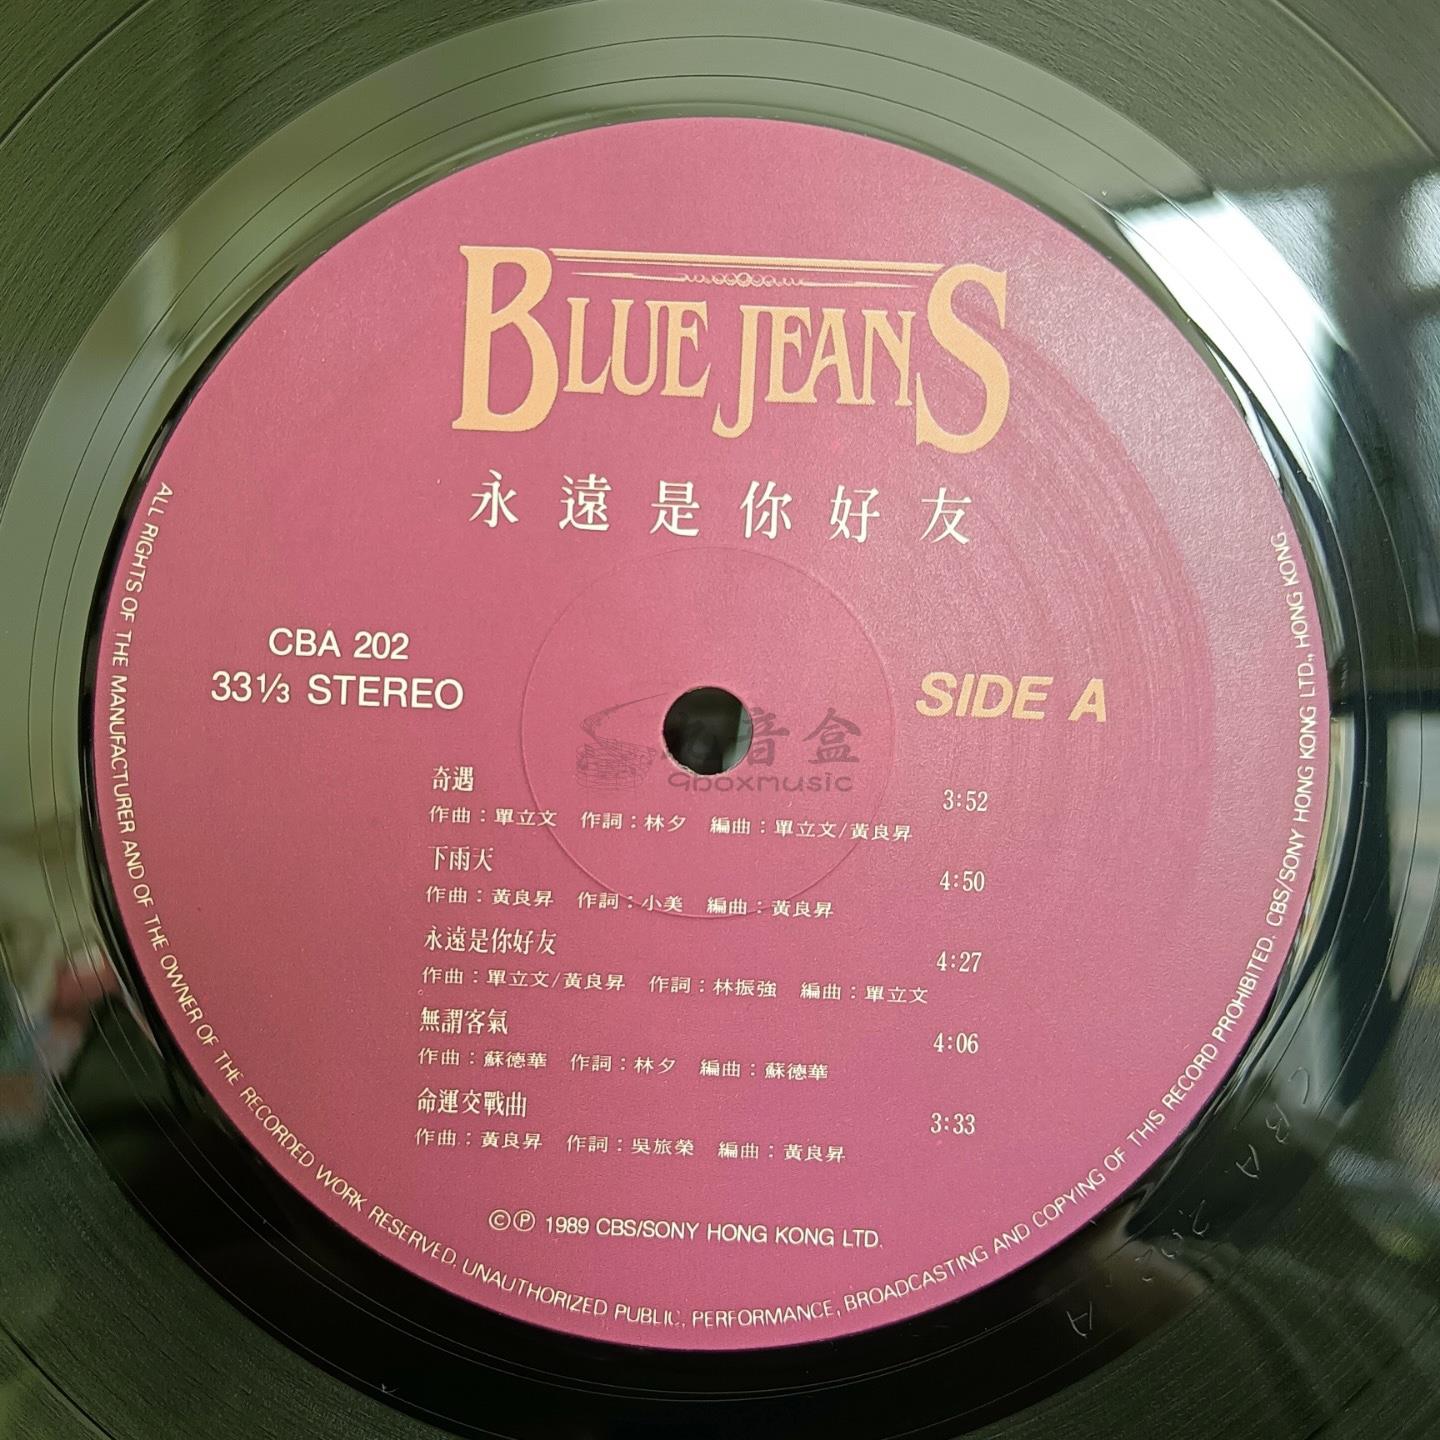 BLUE JEANS
永遠是你好友
CBA 202
33⅓ STEREO
SIDE A
九音盒
9boxmusic
奇遇 3:52
作曲：單立文 作詞：林夕 編曲：單立文/黃良昇
下雨天 4:50
作曲：黃良昇 作詞：小美 編曲：黃良昇
永遠是你好友 4:27
作曲：單立文/黃良昇 作詞：林振強 編曲：單立文
無謂客氣 4:06
作曲：蘇德華 作詞：林夕 編曲：蘇德華
命運交戰曲 3:33
作曲：黃良昇 作詞：吳旅榮 編曲：黃良昇
©℗ 1989 CBS/SONY HONG KONG LTD.
ALL RIGHTS OF THE MANUFACTURER AND OF THE OWNER OF THE RECORDED WORK RESERVED. UNAUTHORIZED PUBLIC. PERFORMANCE, BROADCASTING AND COPYING OF THIS RECORD PROHIBITED. CBS/SONY HONG KONG LTD., HONG KONG.
CBA 202 A